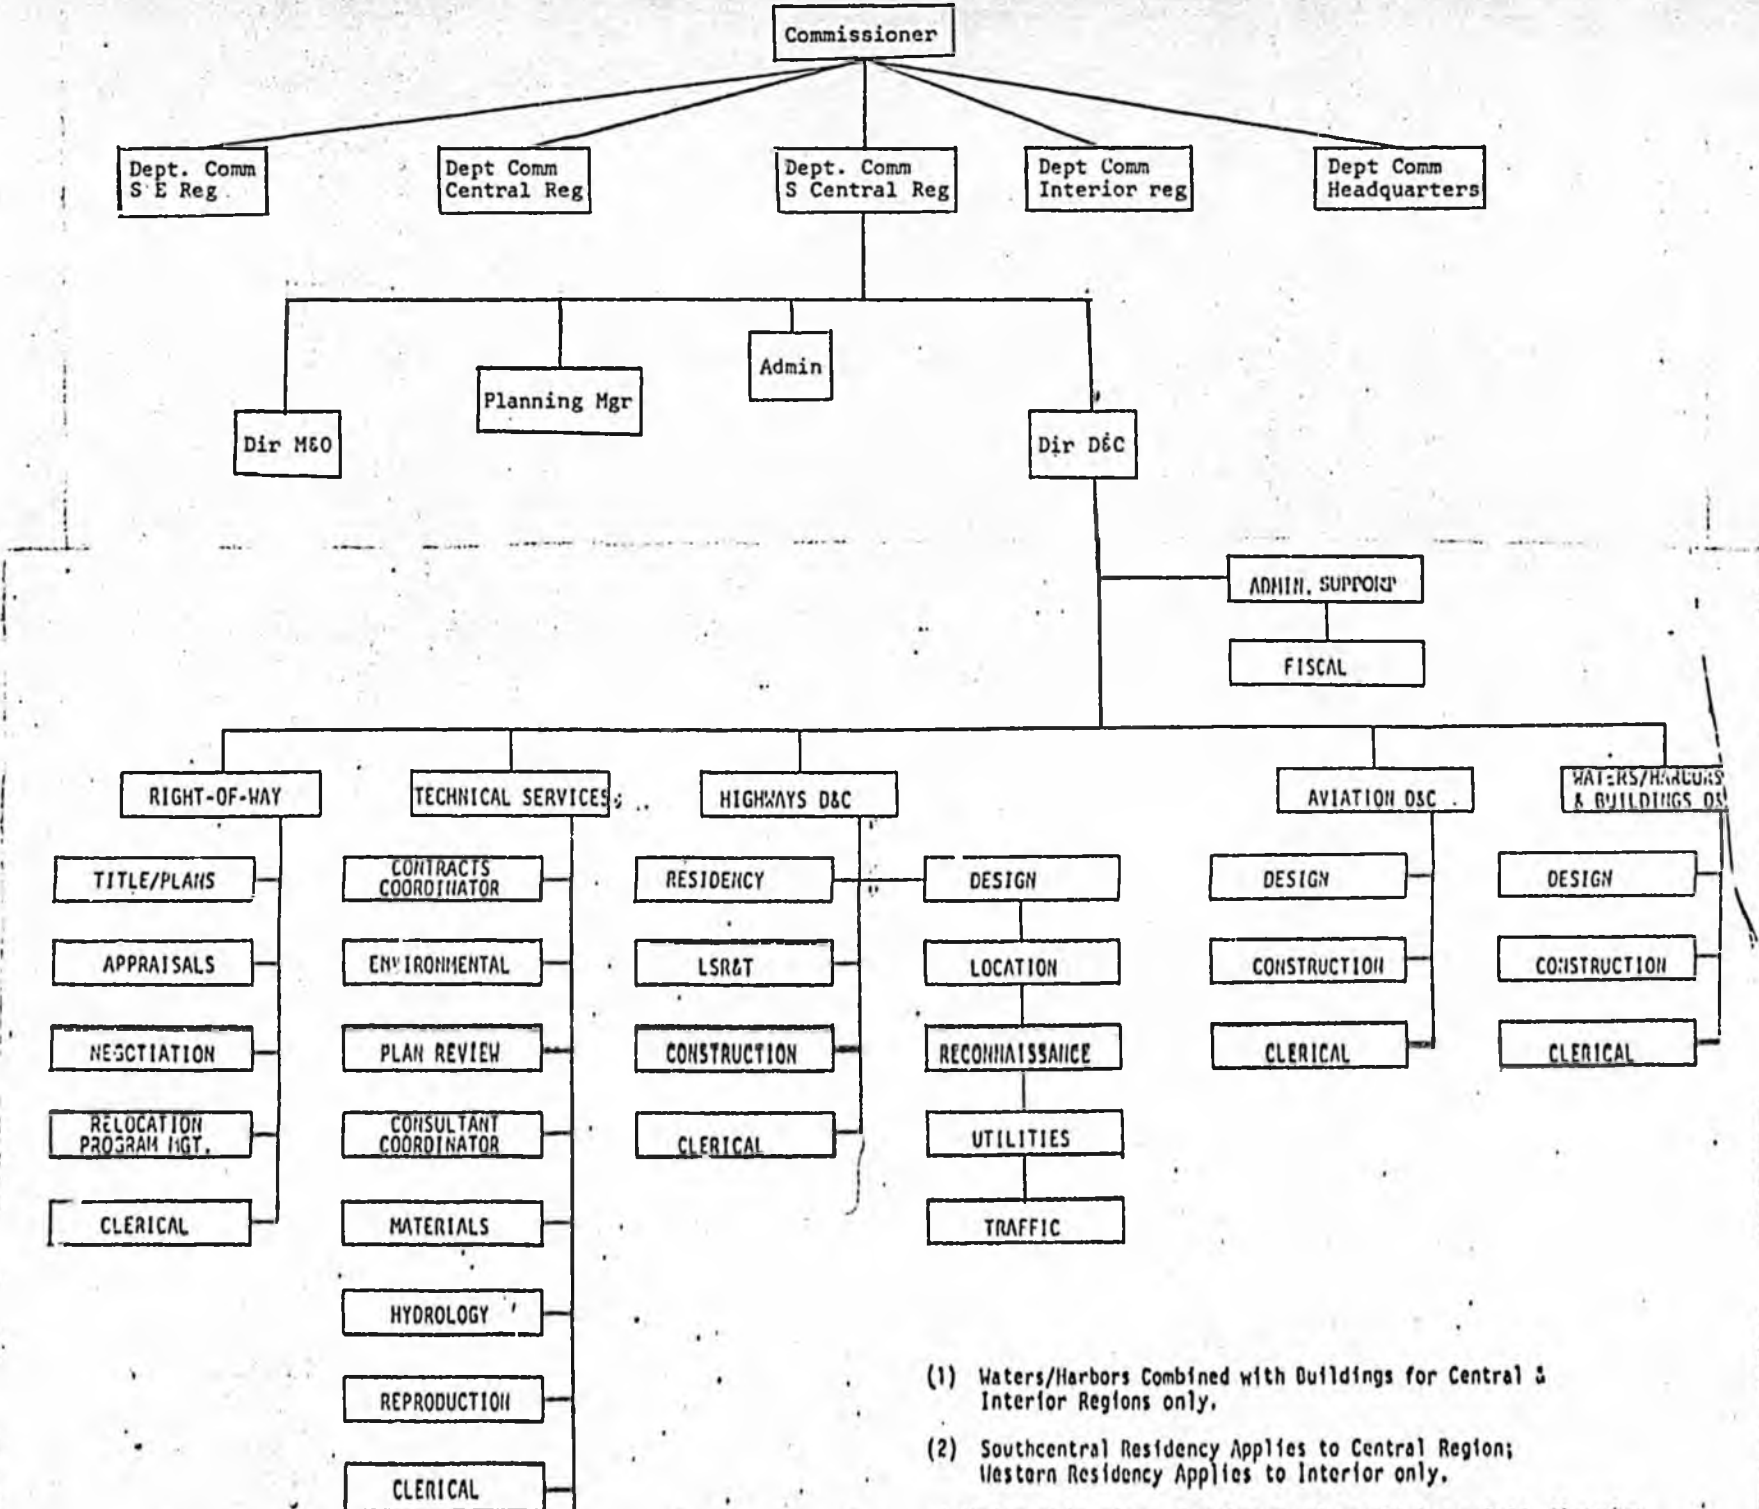 Commissioner
Dept. Comm
S E Reg
Dept Comm
Central Reg
Dept. Comm
S Central Reg
Dept Comm
Interior reg
Dept Comm
Headquarters
Admin
Planning Mgr
Dir M&O
Dir D&C
ADMIN. SUPPORT
FISCAL
RIGHT-OF-WAY
TECHNICAL SERVICES
HIGHWAYS D&C
AVIATION D&C
WATERS/HARBORS
& BUILDINGS D&
TITLE/PLANS
CONTRACTS
COORDINATOR
RESIDENCY
DESIGN
DESIGN
DESIGN
APPRAISALS
ENVIRONMENTAL
LSR&T
LOCATION
CONSTRUCTION
CONSTRUCTION
NEGOTIATION
PLAN REVIEW
CONSTRUCTION
RECONNAISSANCE
CLERICAL
CLERICAL
RELOCATION
PROGRAM MGT.
CONSULTANT
COORDINATOR
CLERICAL
UTILITIES
CLERICAL
MATERIALS
TRAFFIC
HYDROLOGY
REPRODUCTION
CLERICAL
(1) Waters/Harbors Combined with Buildings for Central &
Interior Regions only.
(2) Southcentral Residency Applies to Central Region;
Western Residency Applies to Interior only.